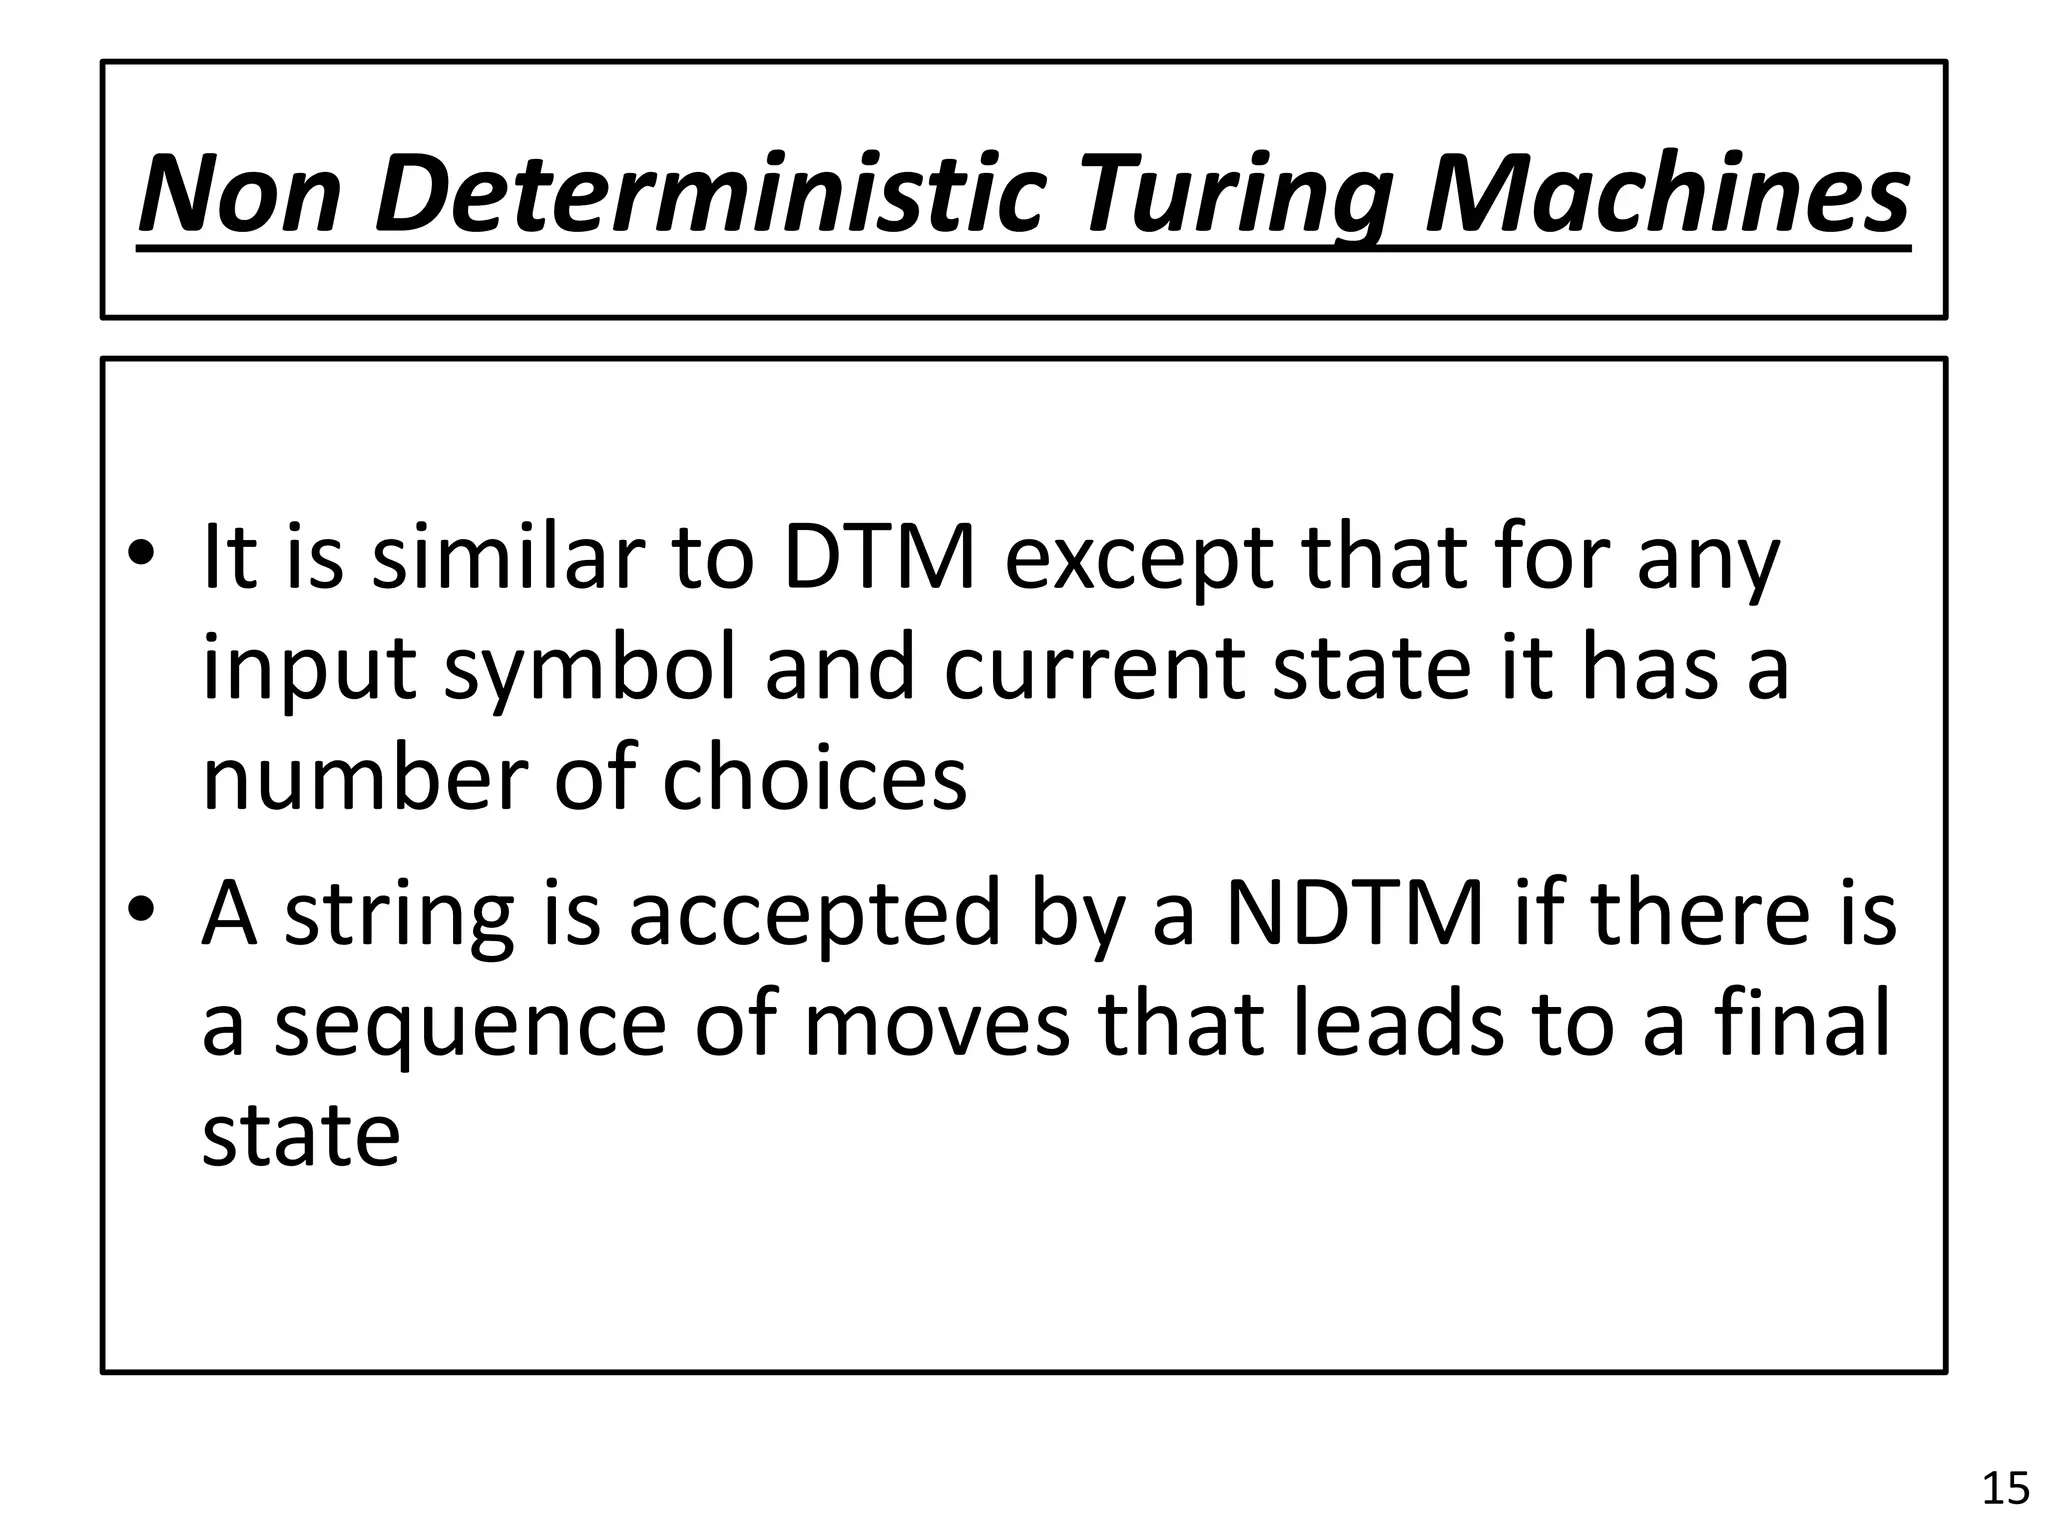 Non Deterministic Turing Machines
• It is similar to DTM except that for any
input symbol and current state it has a
number of choices
• A string is accepted by a NDTM if there is
a sequence of moves that leads to a final
state
15